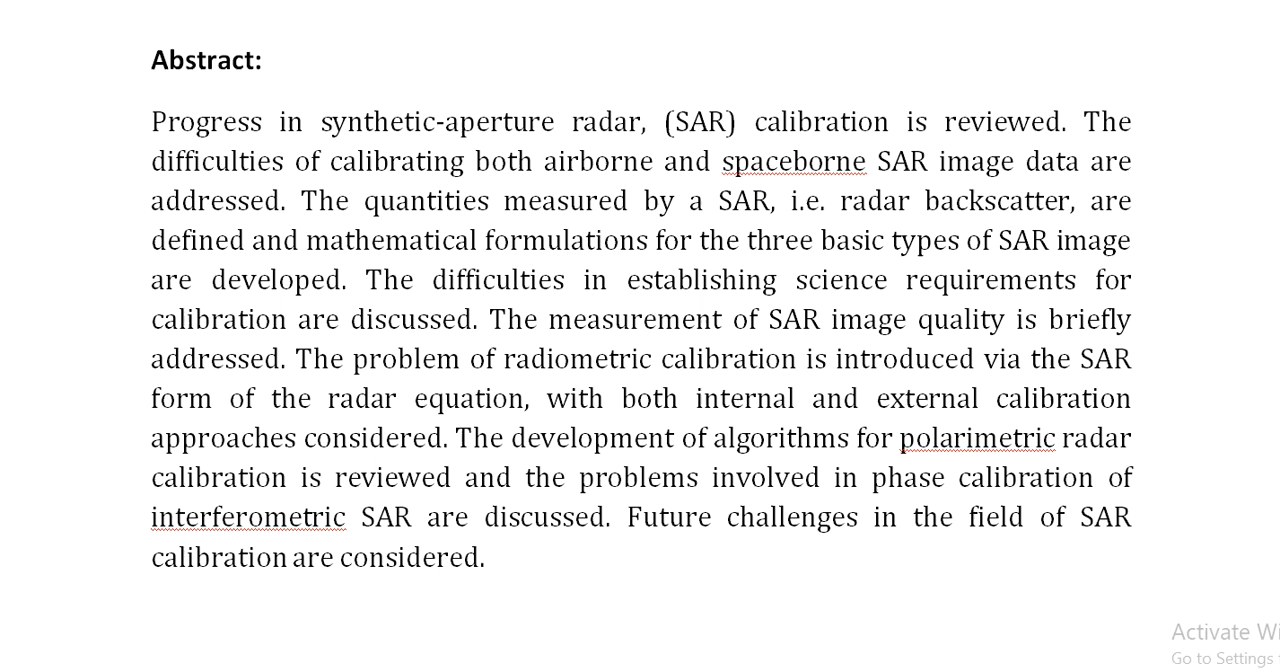 Abstract:
Progress in synthetic-aperture radar, (SAR) calibration is reviewed. The
difficulties of calibrating both airborne and spaceborne SAR image data are
addressed. The quantities measured by a SAR, i.e. radar backscatter, are
defined and mathematical formulations for the three basic types of SAR image
are developed. The difficulties in establishing science requirements for
calibration are discussed. The measurement of SAR image quality is briefly
addressed. The problem of radiometric calibration is introduced via the SAR
form of the radar equation, with both internal and external calibration
approaches considered. The development of algorithms for polarimetric radar
calibration is reviewed and the problems involved in phase calibration of
interferometric SAR are discussed. Future challenges in the field of SAR
calibration are considered.
Activate Wi
Go to Settings